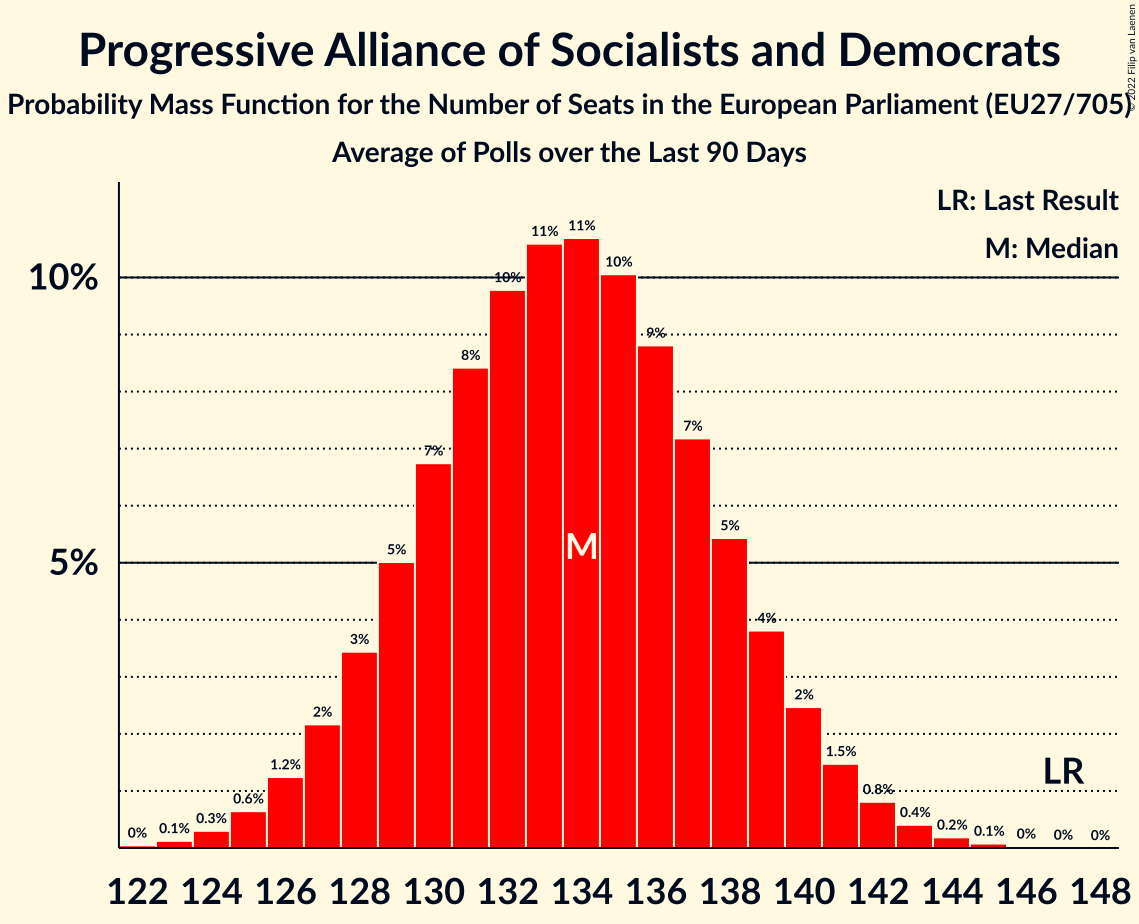 Progressive Alliance of Socialists and Democrats
Probability Mass Function for the Number of Seats in the European Parliament (EU27/705)
Average of Polls over the Last 90 Days
© 2022 Filip van Laenen
LR: Last Result
M: Median
10%
5%
0% 0.1% 0.3% 0.6% 1.2% 2% 3% 5% 7% 8% 10% 11% 11% 10% 9% 7% 5% 4% 2% 1.5% 0.8% 0.4% 0.2% 0.1% 0% 0% 0%
M
LR
122 124 126 128 130 132 134 136 138 140 142 144 146 148